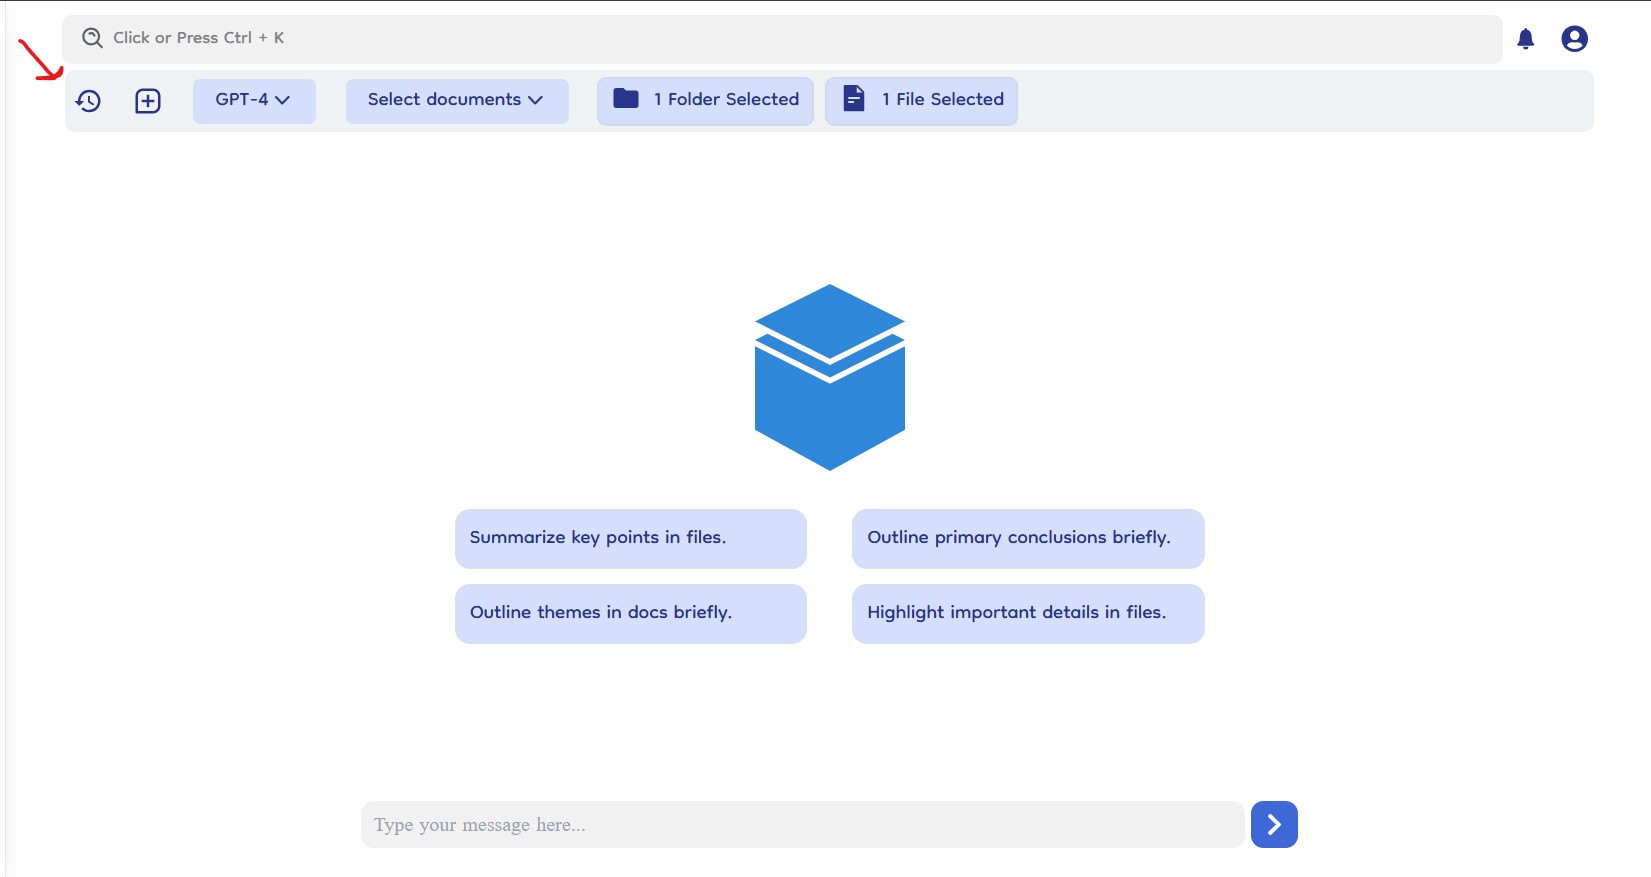 Click or Press Ctrl + K
GPT-4 Select documents 1 Folder Selected 1 File Selected
Summarize key points in files. Outline primary conclusions briefly.
Outline themes in docs briefly. Highlight important details in files.
Type your message here...